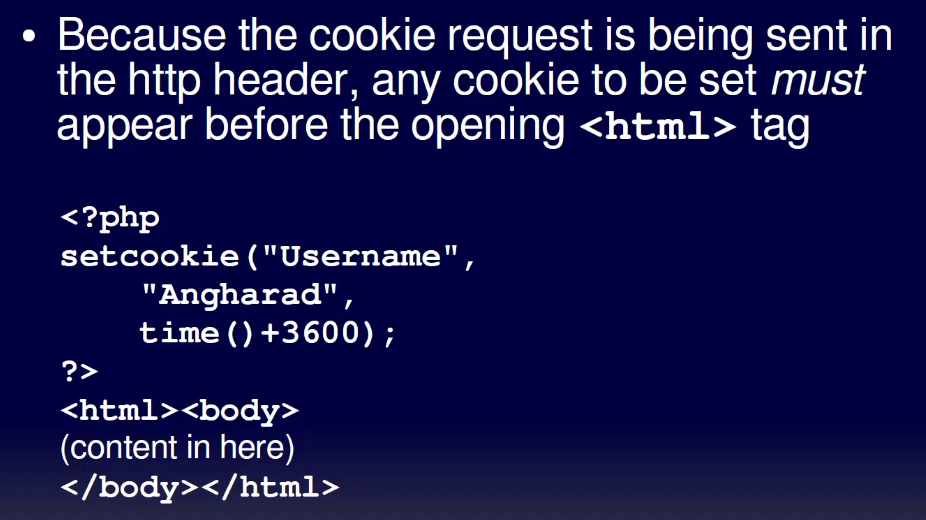 • Because the cookie request is being sent in
the http header, any cookie to be set must
appear before the opening <html> tag
<?php
setcookie("Username",
"Angharad",
time()+3600);
?>
<html><body>
(content in here)
</body></html>